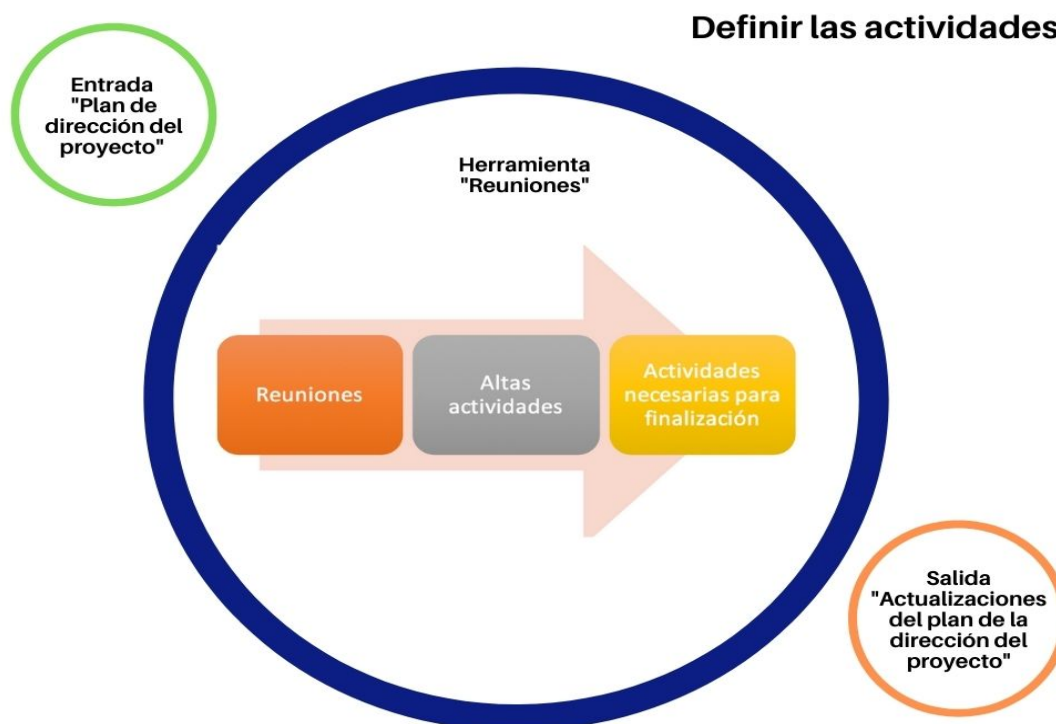 Definir las actividades
Entrada
"Plan de
dirección del
proyecto"
Herramienta
"Reuniones"
Reuniones
Altas
actividades
Actividades
necesarias para
finalización
Salida
"Actualizaciones
del plan de la
dirección del
proyecto"